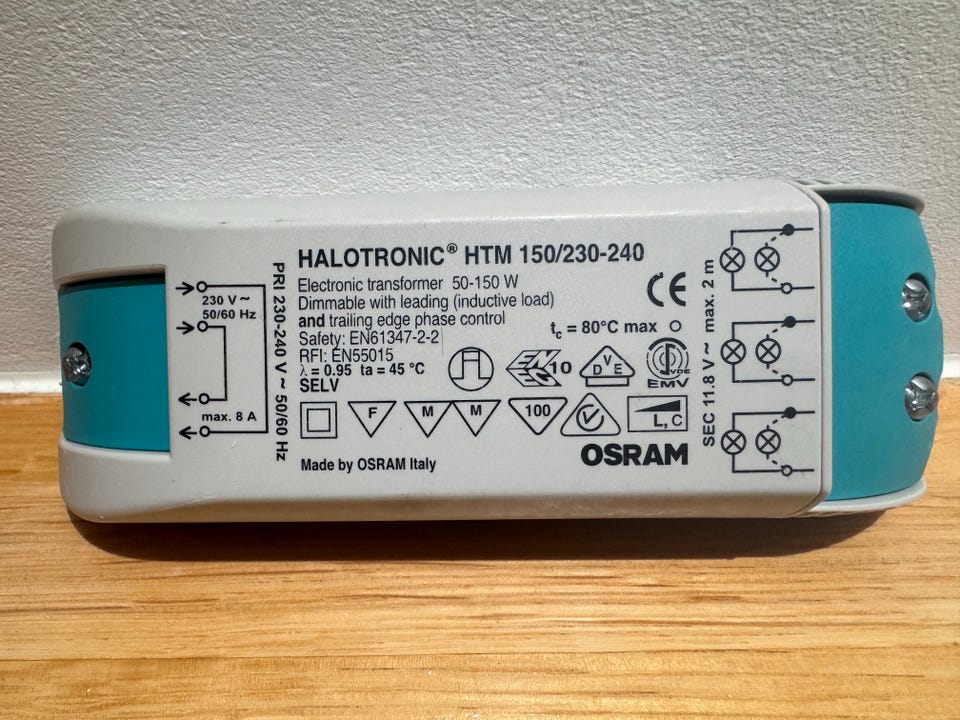 230 V ~
50/60 Hz
max. 8 A
PRI 230-240 V ~ 50/60 Hz
HALOTRONIC® HTM 150/230-240
Electronic transformer 50-150 W
Dimmable with leading (inductive load)
and trailing edge phase control
Safety: EN61347-2-2
RFI: EN55015
λ = 0.95 ta = 45 °C
SELV
tc = 80°C max
CE
10
D V E
VDE
EMV
F
M
M
100
L, C
OSRAM
Made by OSRAM Italy
SEC 11.8 V ~ max. 2 m